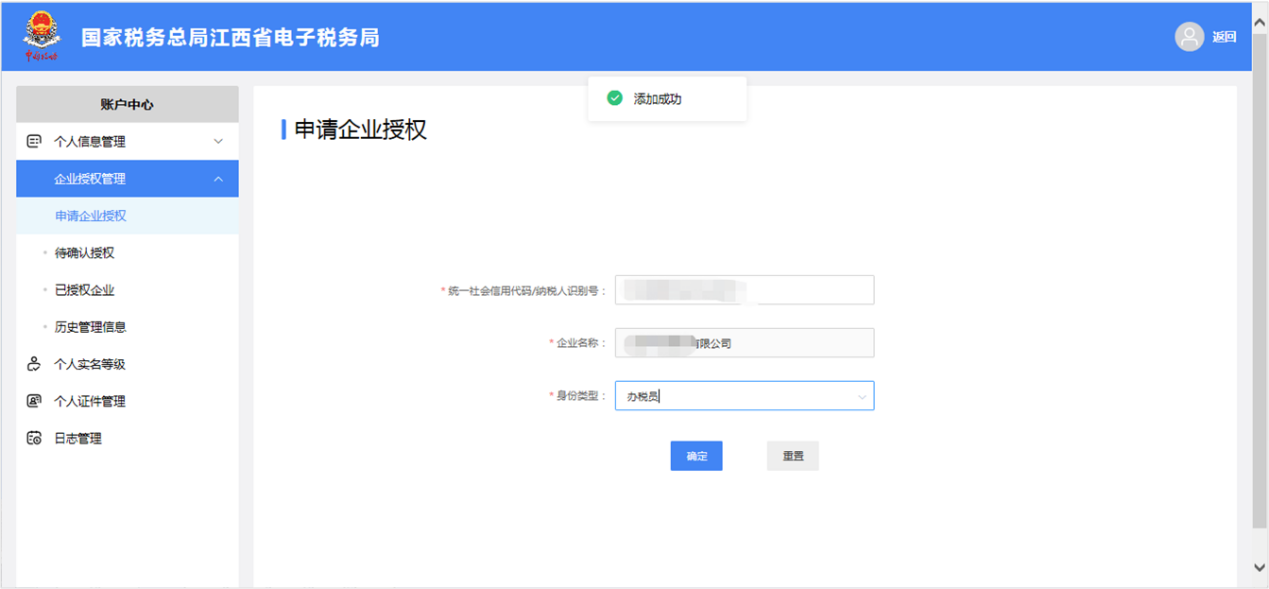 国家税务总局江西省电子税务局
返回
添加成功
账户中心
个人信息管理
企业授权管理
申请企业授权
待确认授权
已授权企业
历史管理信息
个人实名等级
个人证件管理
日志管理
申请企业授权
*统一社会信用代码/纳税人识别号：
*企业名称： 有限公司
*身份类型： 办税员
确定 重置